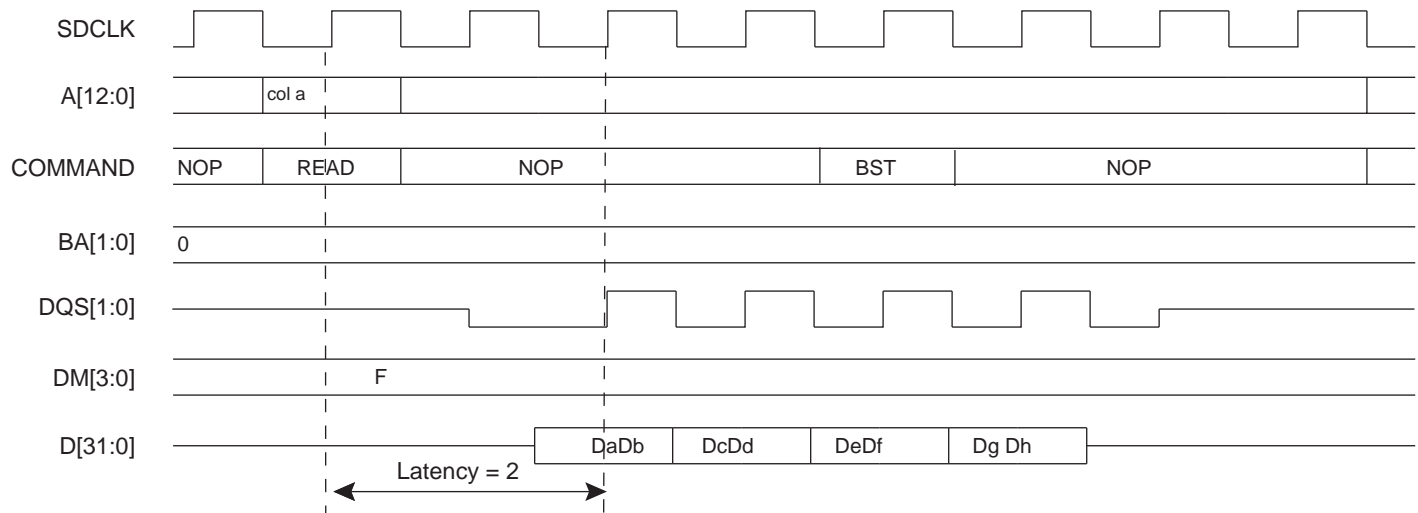 SDCLK
A[12:0] col a
COMMAND NOP READ NOP BST NOP
BA[1:0] 0
DQS[1:0]
DM[3:0] F
D[31:0] DaDb DcDd DeDf Dg Dh
Latency = 2